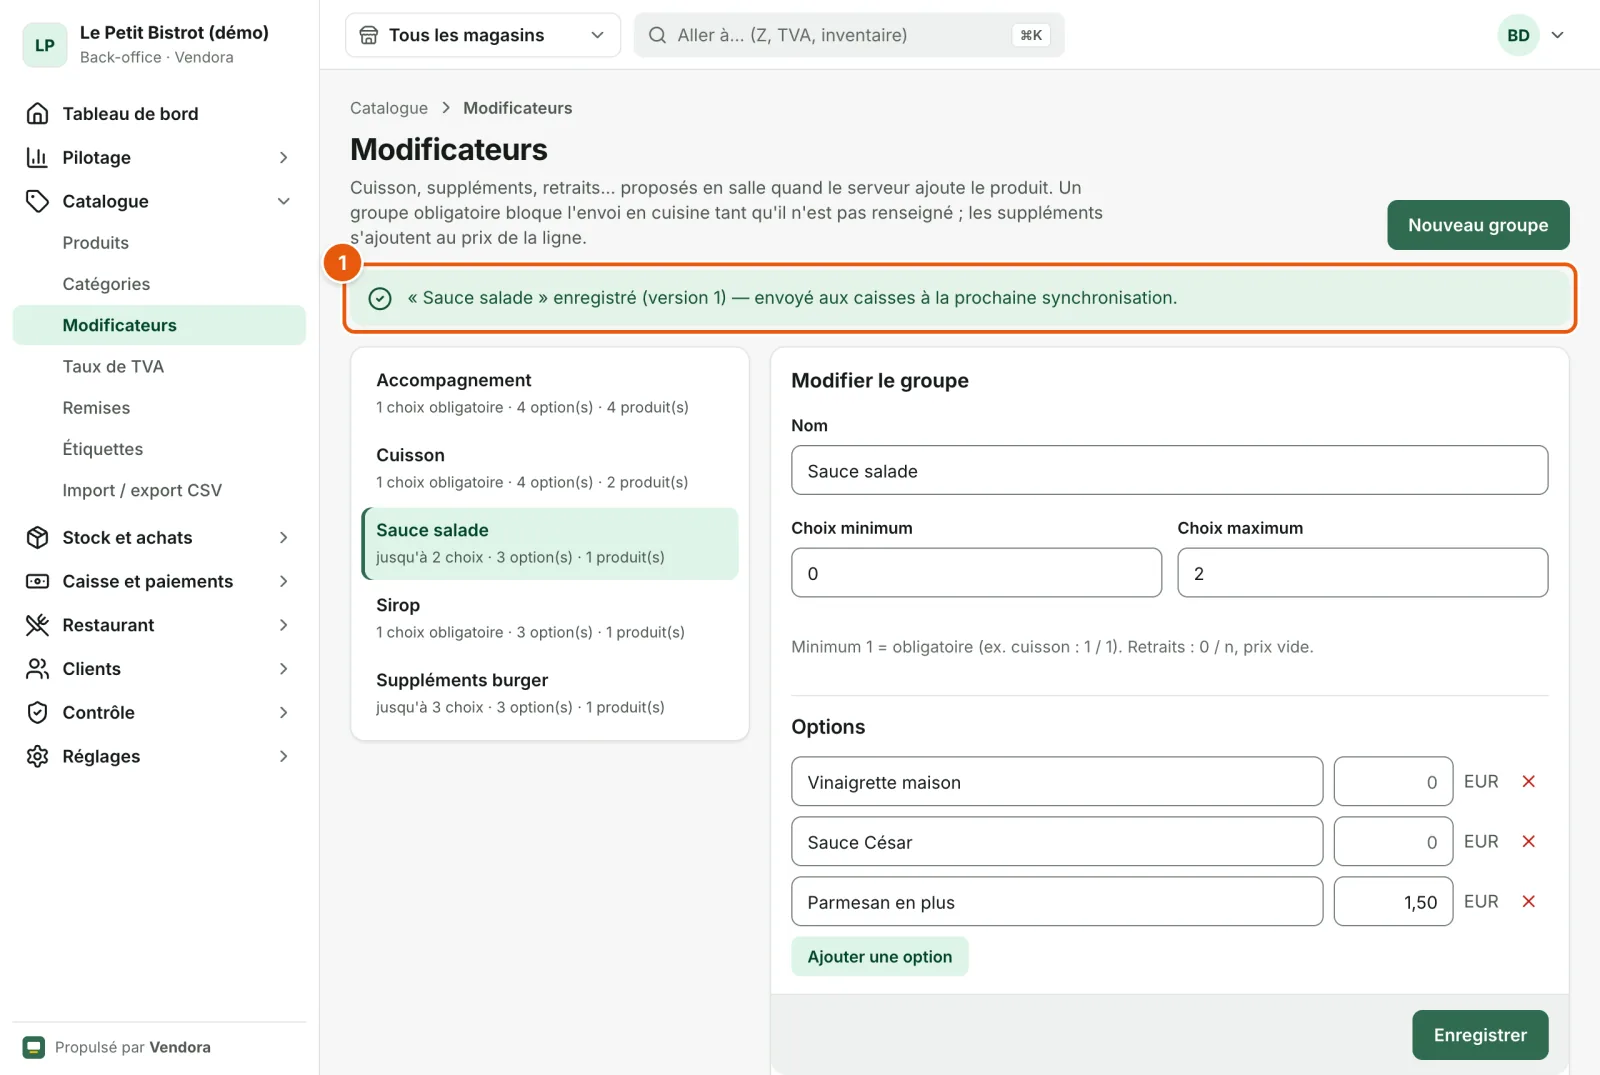 LP
Le Petit Bistrot (démo)
Back-office · Vendora
Tous les magasins
Aller à... (Z, TVA, inventaire)
⌘K
BD
Tableau de bord
Pilotage
Catalogue
Produits
Catégories
Modificateurs
Taux de TVA
Remises
Étiquettes
Import / export CSV
Stock et achats
Caisse et paiements
Restaurant
Clients
Contrôle
Réglages
Propulsé par Vendora
Catalogue > Modificateurs
Modificateurs
Cuisson, suppléments, retraits... proposés en salle quand le serveur ajoute le produit. Un
groupe obligatoire bloque l'envoi en cuisine tant qu'il n'est pas renseigné ; les suppléments
s'ajoutent au prix de la ligne.
Nouveau groupe
1
« Sauce salade » enregistré (version 1) — envoyé aux caisses à la prochaine synchronisation.
Accompagnement
1 choix obligatoire · 4 option(s) · 4 produit(s)
Cuisson
1 choix obligatoire · 4 option(s) · 2 produit(s)
Sauce salade
jusqu'à 2 choix · 3 option(s) · 1 produit(s)
Sirop
1 choix obligatoire · 3 option(s) · 1 produit(s)
Suppléments burger
jusqu'à 3 choix · 3 option(s) · 1 produit(s)
Modifier le groupe
Nom
Sauce salade
Choix minimum
Choix maximum
0
2
Minimum 1 = obligatoire (ex. cuisson : 1 / 1). Retraits : 0 / n, prix vide.
Options
Vinaigrette maison 0 EUR
Sauce César 0 EUR
Parmesan en plus 1,50 EUR
Ajouter une option
Enregistrer